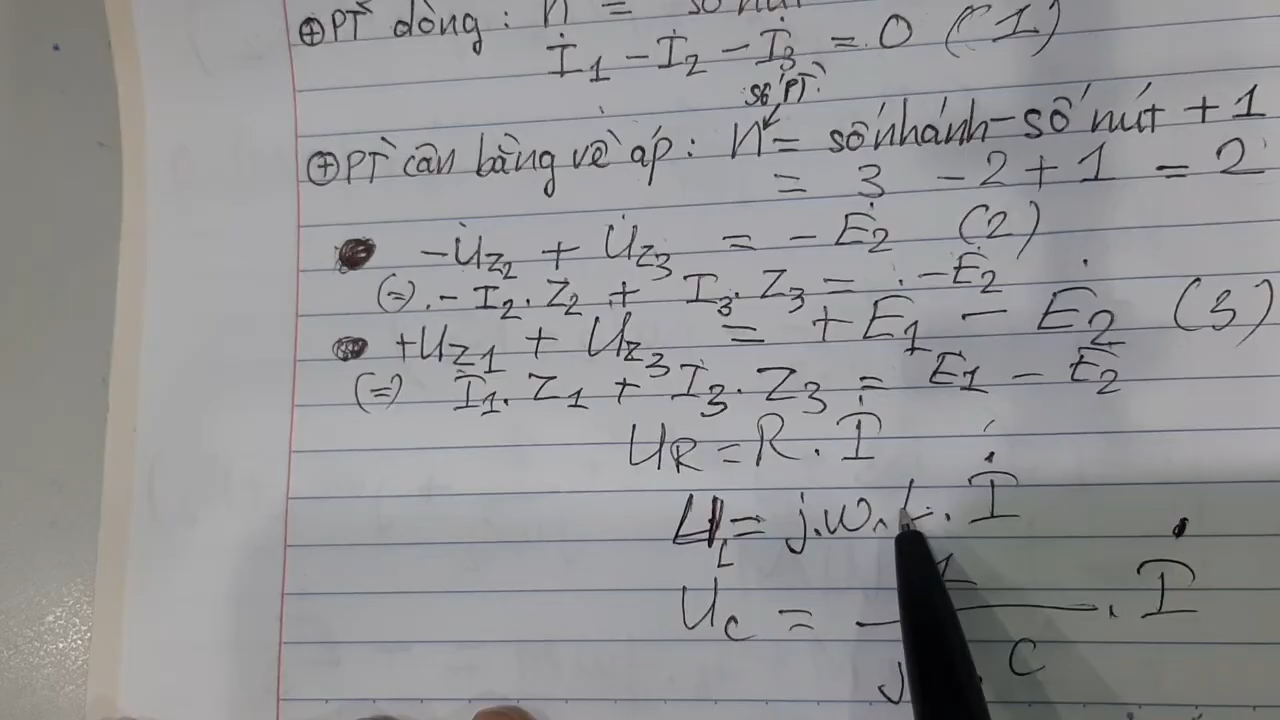 ⊕ PT dòng: n = số nút
İ1 - İ2 - İ3 = 0 (1)
số PT
⊕ PT cân bằng về áp: n = số nhánh - số nút + 1
= 3 - 2 + 1 = 2
- U̇Z2 + U̇Z3 = - Ė2 (2)
(=) - İ2. Z2 + İ3. Z3 = - Ė2
+ UZ1 + UZ3 = + Ė1 - Ė2 (3)
(=) İ1. Z1 + İ3. Z3 = Ė1 - Ė2
UR = R. İ
UL = j.w.L. İ
UC = 1 / j C . İ